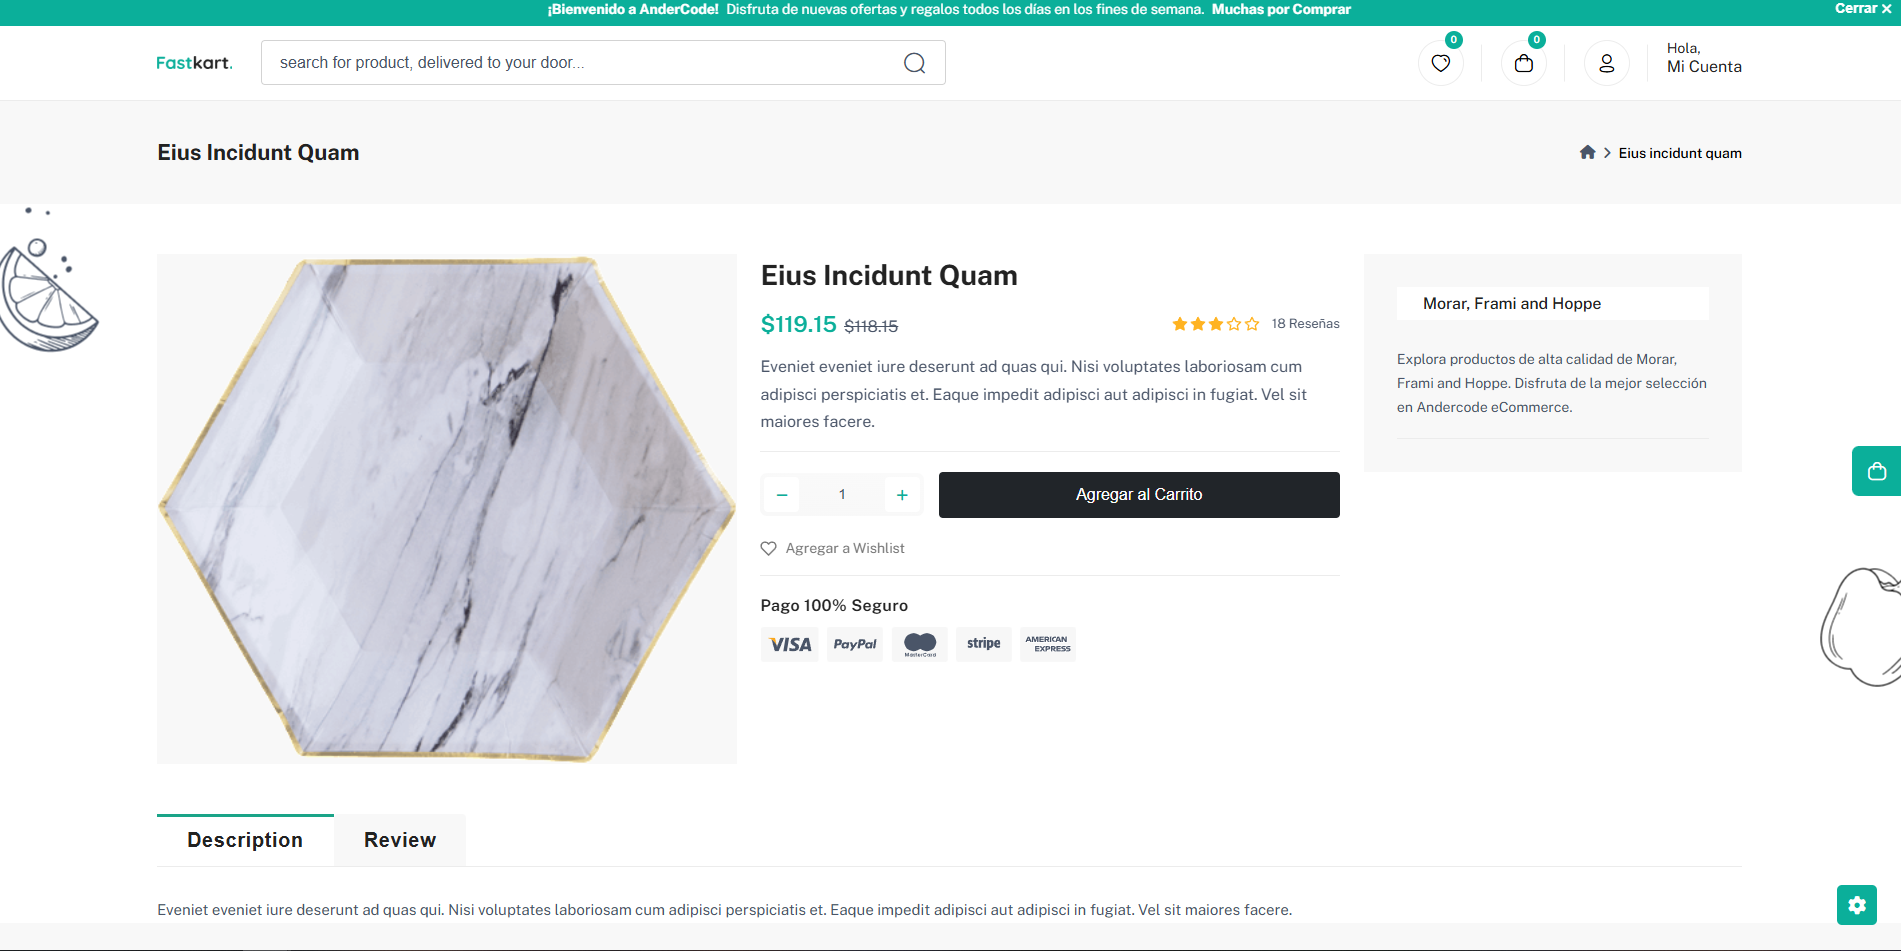 ¡Bienvenido a AnderCode! Disfruta de nuevas ofertas y regalos todos los días en los fines de semana. Muchas por Comprar
Cerrar ×
Fastkart.
search for product, delivered to your door...
0
0
Hola,
Mi Cuenta
Eius Incidunt Quam
Eius incidunt quam
Eius Incidunt Quam
$119.15 $118.15
18 Reseñas
Eveniet eveniet iure deserunt ad quas qui. Nisi voluptates laboriosam cum
adipisci perspiciatis et. Eaque impedit adipisci aut adipisci in fugiat. Vel sit
maiores facere.
− 1 +
Agregar al Carrito
Agregar a Wishlist
Pago 100% Seguro
VISA
PayPal
MasterCard
stripe
AMERICAN
EXPRESS
Morar, Frami and Hoppe
Explora productos de alta calidad de Morar,
Frami and Hoppe. Disfruta de la mejor selección
en Andercode eCommerce.
Description
Review
Eveniet eveniet iure deserunt ad quas qui. Nisi voluptates laboriosam cum adipisci perspiciatis et. Eaque impedit adipisci aut adipisci in fugiat. Vel sit maiores facere.